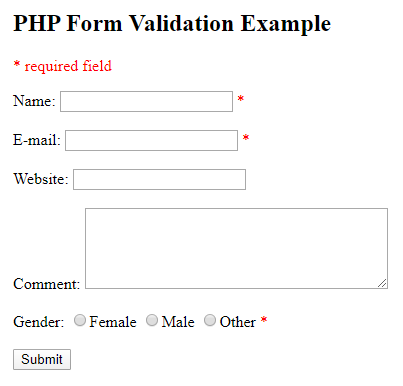 PHP Form Validation Example
* required field
Name: *
E-mail: *
Website:
Comment:
Gender: Female Male Other *
Submit